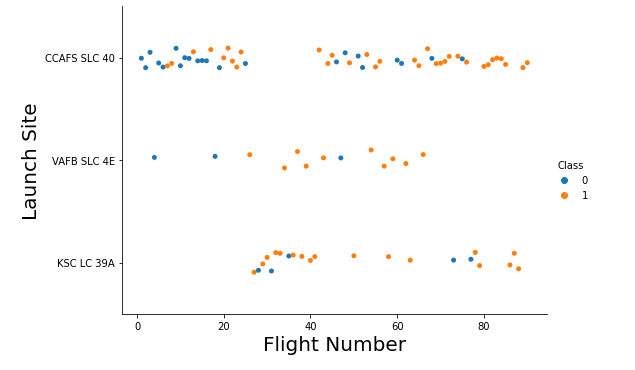 CCAFS SLC 40
VAFB SLC 4E
KSC LC 39A
Launch Site
0 20 40 60 80
Flight Number
Class
0
1